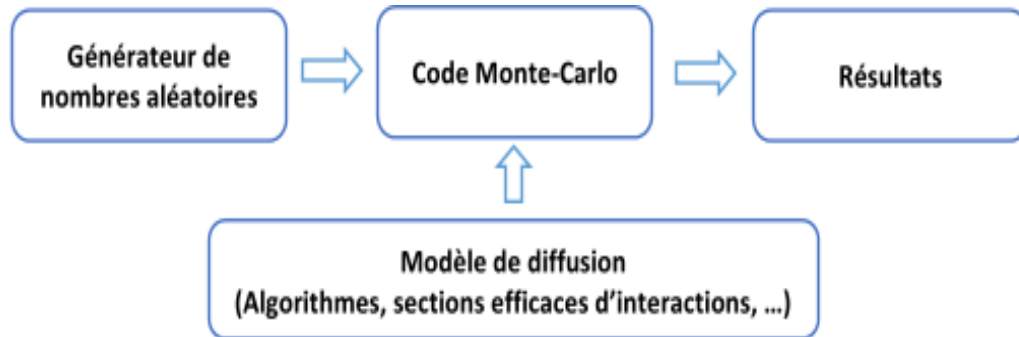 Générateur de
nombres aléatoires
Code Monte-Carlo
Résultats
Modèle de diffusion
(Algorithmes, sections efficaces d’interactions, …)